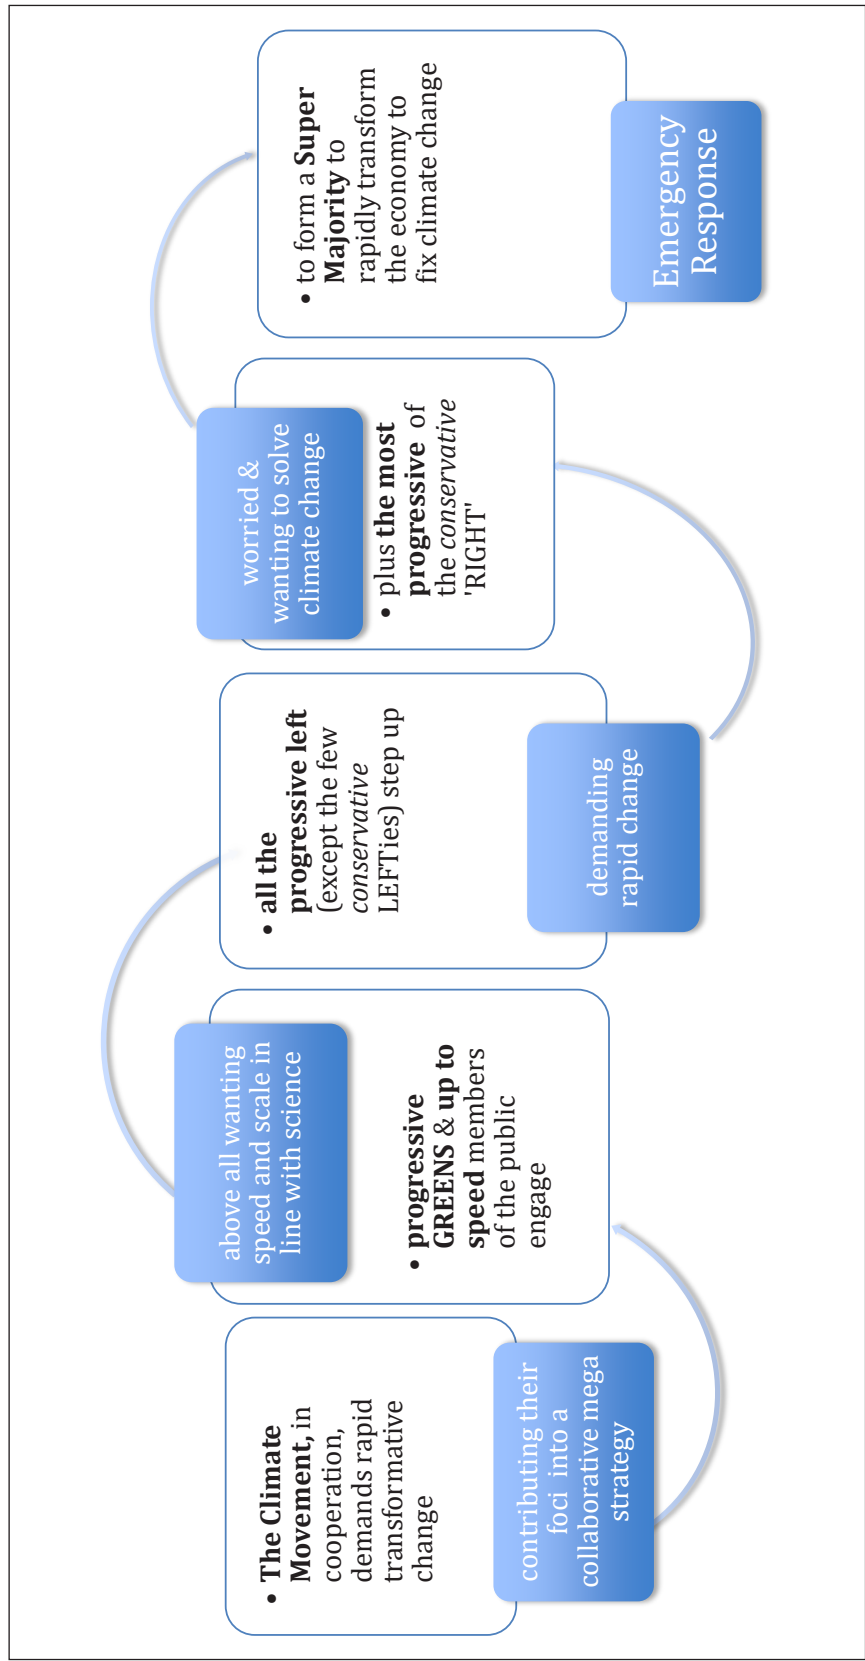 • The Climate
Movement, in
cooperation,
demands rapid
transformative
change
contributing their
foci into a
collaborative mega
strategy
above all wanting
speed and scale in
line with science
• progressive
GREENS & up to
speed members
of the public
engage
• all the
progressive left
(except the few
conservative
LEFTies) step up
demanding
rapid change
worried &
wanting to solve
climate change
• plus the most
progressive of
the conservative
'RIGHT'
• to form a Super
Majority to
rapidly transform
the economy to
fix climate change
Emergency
Response